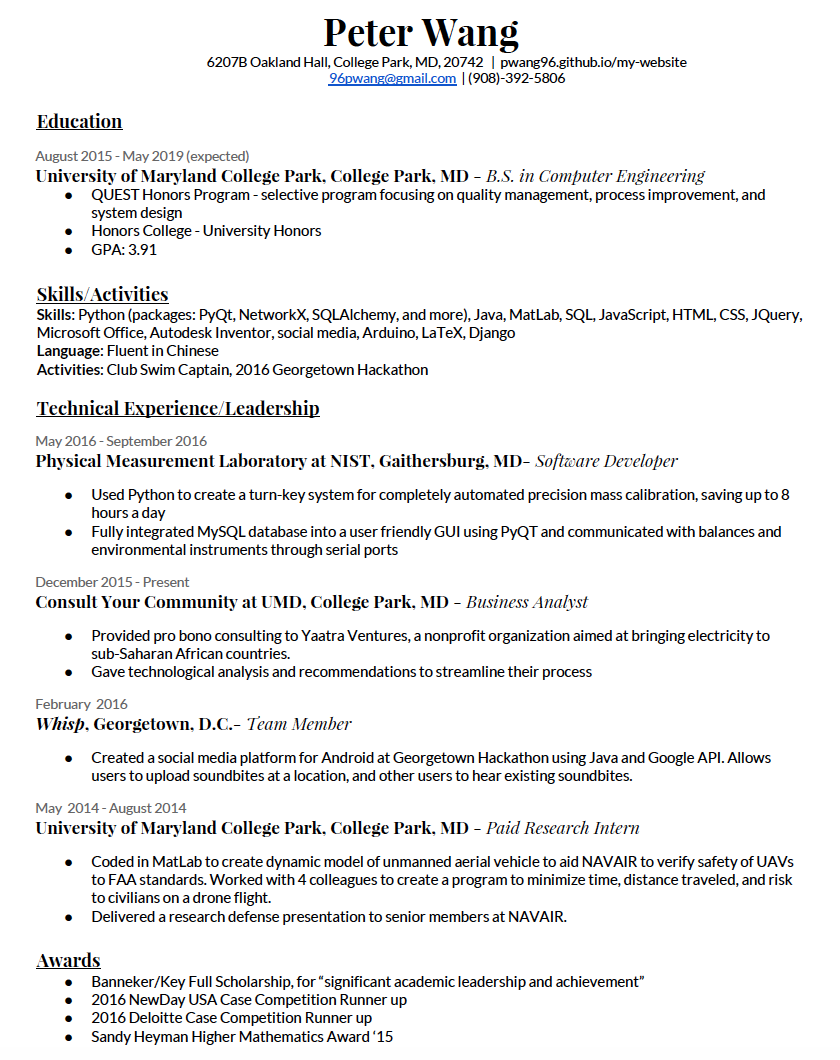 Peter Wang
6207B Oakland Hall, College Park, MD, 20742 | pwang96.github.io/my-website
96pwang@gmail.com | (908)-392-5806
Education
August 2015 - May 2019 (expected)
University of Maryland College Park, College Park, MD - B.S. in Computer Engineering
● QUEST Honors Program - selective program focusing on quality management, process improvement, and
system design
● Honors College - University Honors
● GPA: 3.91
Skills/Activities
Skills: Python (packages: PyQt, NetworkX, SQLAlchemy, and more), Java, MatLab, SQL, JavaScript, HTML, CSS, JQuery,
Microsoft Office, Autodesk Inventor, social media, Arduino, LaTeX, Django
Language: Fluent in Chinese
Activities: Club Swim Captain, 2016 Georgetown Hackathon
Technical Experience/Leadership
May 2016 - September 2016
Physical Measurement Laboratory at NIST, Gaithersburg, MD- Software Developer
● Used Python to create a turn-key system for completely automated precision mass calibration, saving up to 8
hours a day
● Fully integrated MySQL database into a user friendly GUI using PyQT and communicated with balances and
environmental instruments through serial ports
December 2015 - Present
Consult Your Community at UMD, College Park, MD - Business Analyst
● Provided pro bono consulting to Yaatra Ventures, a nonprofit organization aimed at bringing electricity to
sub-Saharan African countries.
● Gave technological analysis and recommendations to streamline their process
February 2016
Whisp, Georgetown, D.C.- Team Member
● Created a social media platform for Android at Georgetown Hackathon using Java and Google API. Allows
users to upload soundbites at a location, and other users to hear existing soundbites.
May 2014 - August 2014
University of Maryland College Park, College Park, MD - Paid Research Intern
● Coded in MatLab to create dynamic model of unmanned aerial vehicle to aid NAVAIR to verify safety of UAVs
to FAA standards. Worked with 4 colleagues to create a program to minimize time, distance traveled, and risk
to civilians on a drone flight.
● Delivered a research defense presentation to senior members at NAVAIR.
Awards
● Banneker/Key Full Scholarship, for “significant academic leadership and achievement”
● 2016 NewDay USA Case Competition Runner up
● 2016 Deloitte Case Competition Runner up
● Sandy Heyman Higher Mathematics Award ‘15